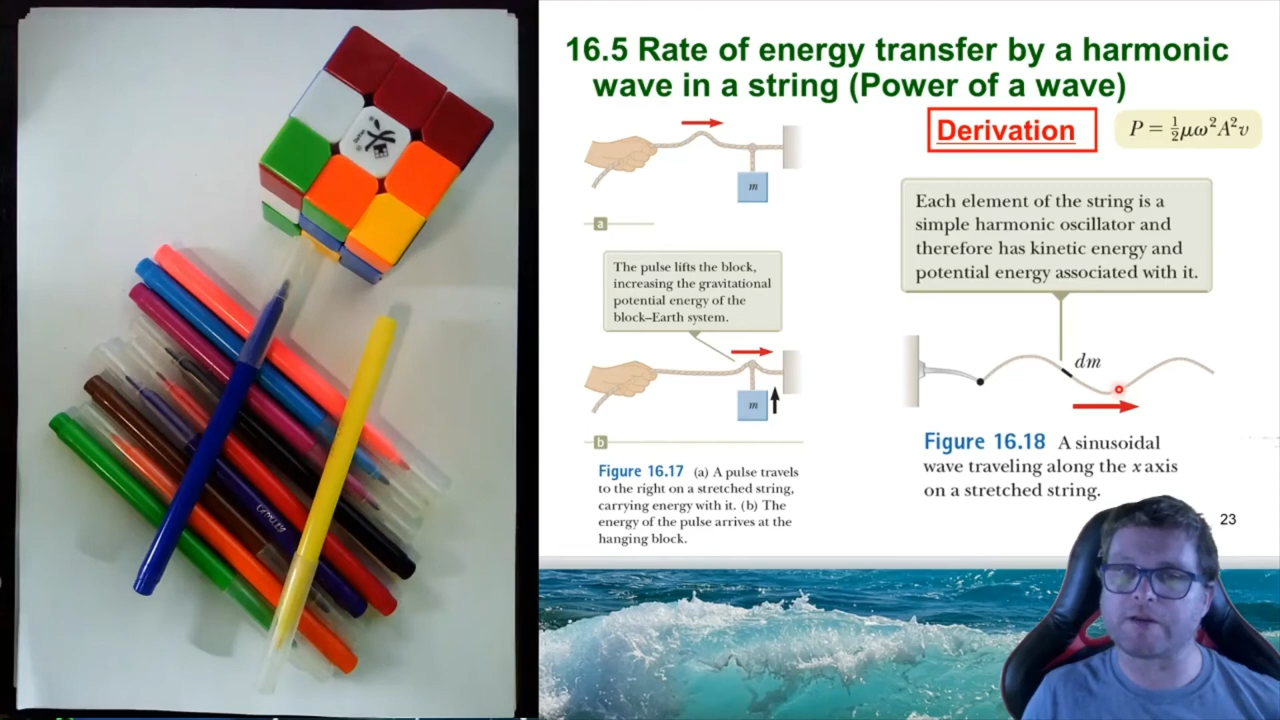 16.5 Rate of energy transfer by a harmonic
wave in a string (Power of a wave)
Derivation
P = ½μω²A²v
m
a
The pulse lifts the block,
increasing the gravitational
potential energy of the
block–Earth system.
m
b
Figure 16.17 (a) A pulse travels
to the right on a stretched string,
carrying energy with it. (b) The
energy of the pulse arrives at the
hanging block.
Each element of the string is a
simple harmonic oscillator and
therefore has kinetic energy and
potential energy associated with it.
dm
Figure 16.18 A sinusoidal
wave traveling along the x axis
on a stretched string.
23